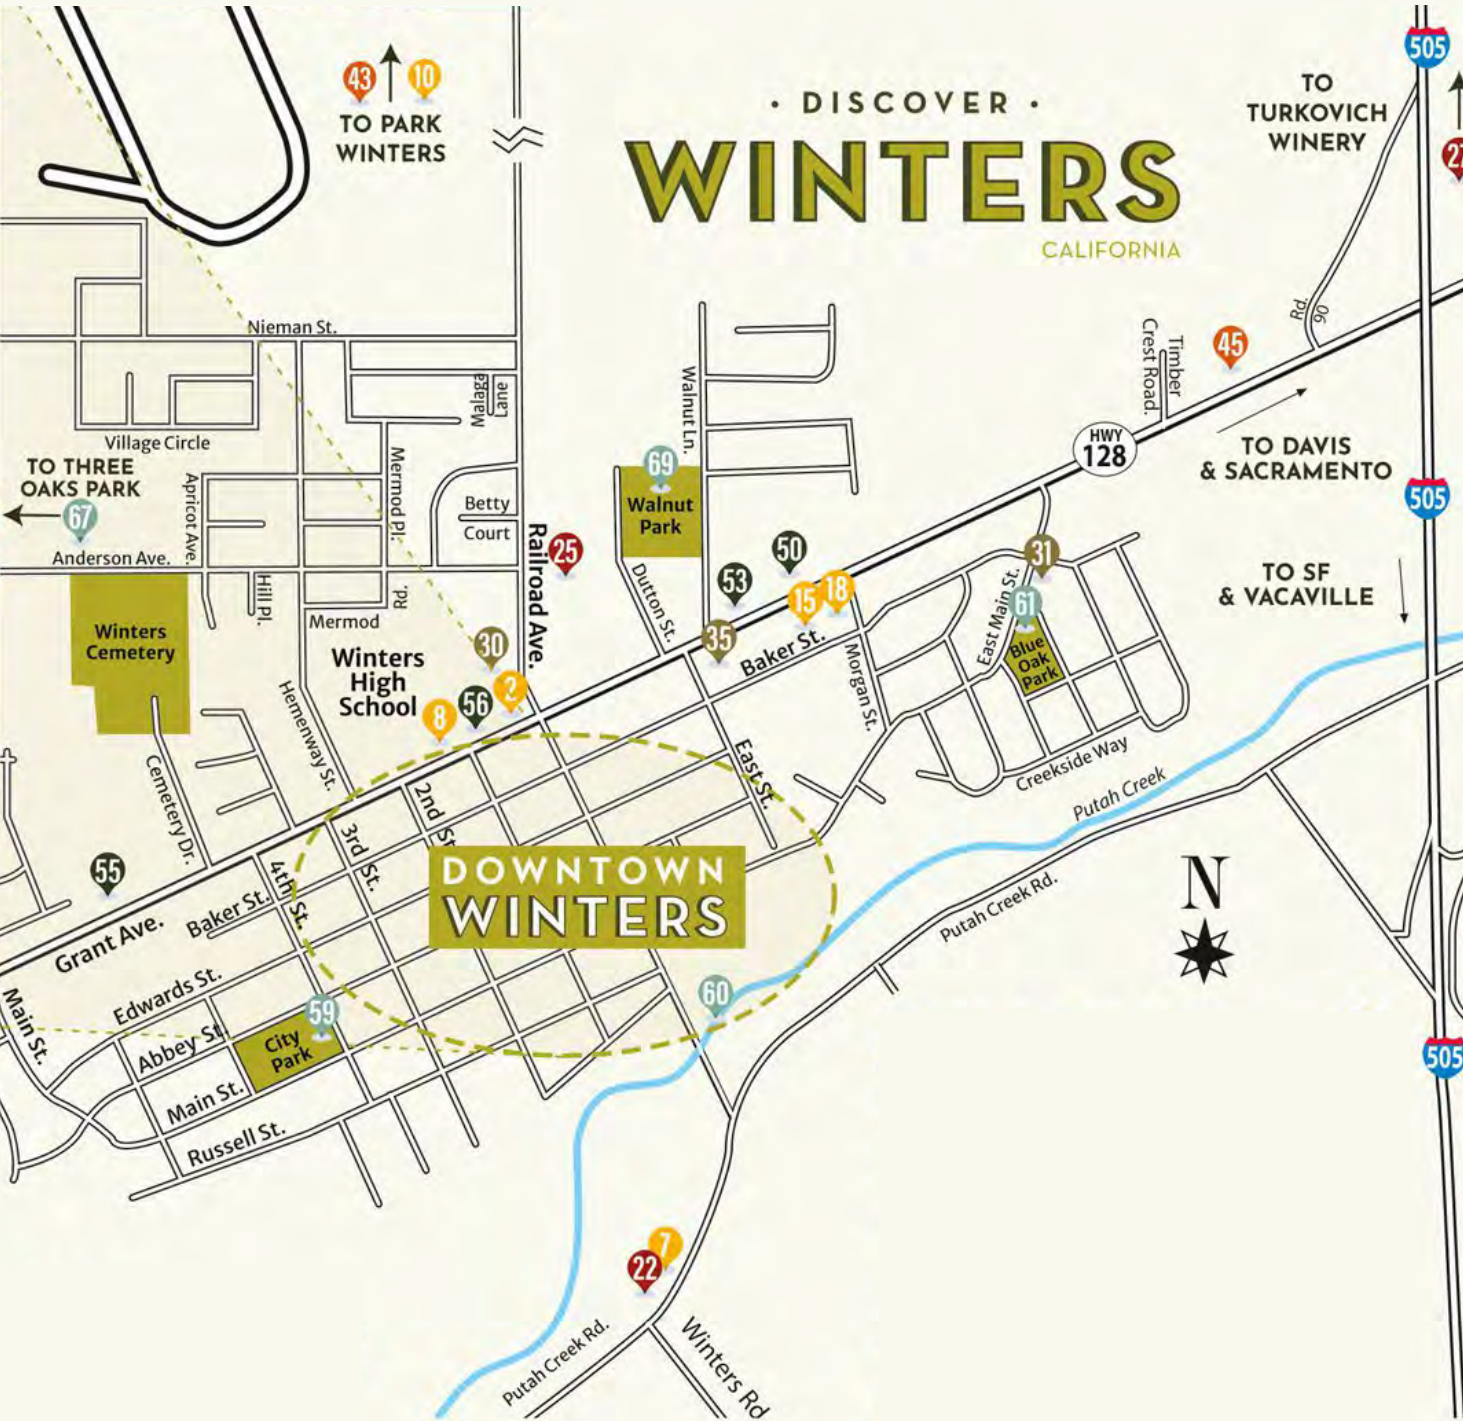 43
10
TO PARK
WINTERS
· DISCOVER ·
WINTERS
CALIFORNIA
TO
TURKOVICH
WINERY
505
27
Nieman St.
Walage
Lane
Village Circle
TO THREE
OAKS PARK
67
Anderson Ave.
Apricot Ave.
Hill Pl.
Mermod Pl.
Mermod
Rd.
Betty
Court
Railroad Ave.
25
Walnut Ln.
69
Walnut
Park
Dutton St.
53
50
15
18
35
Baker St.
Morgan St.
HWY
128
Timber
Crest Road.
45
Rd.
90
TO DAVIS
& SACRAMENTO
505
TO SF
& VACAVILLE
31
East Main St.
61
Blue
Oak
Park
Creekside Way
Putah Creek
Winters
Cemetery
Cemetery Dr.
Hemenway St.
Winters
High
School
30
2
56
8
55
Grant Ave.
Baker St.
4th St.
3rd St.
2nd St.
East St.
DOWNTOWN
WINTERS
Putah Creek Rd.
N
Main St.
Edwards St.
Abbey St.
Main St.
Russell St.
59
City
Park
60
505
7
22
Putah Creek Rd.
Winters Rd